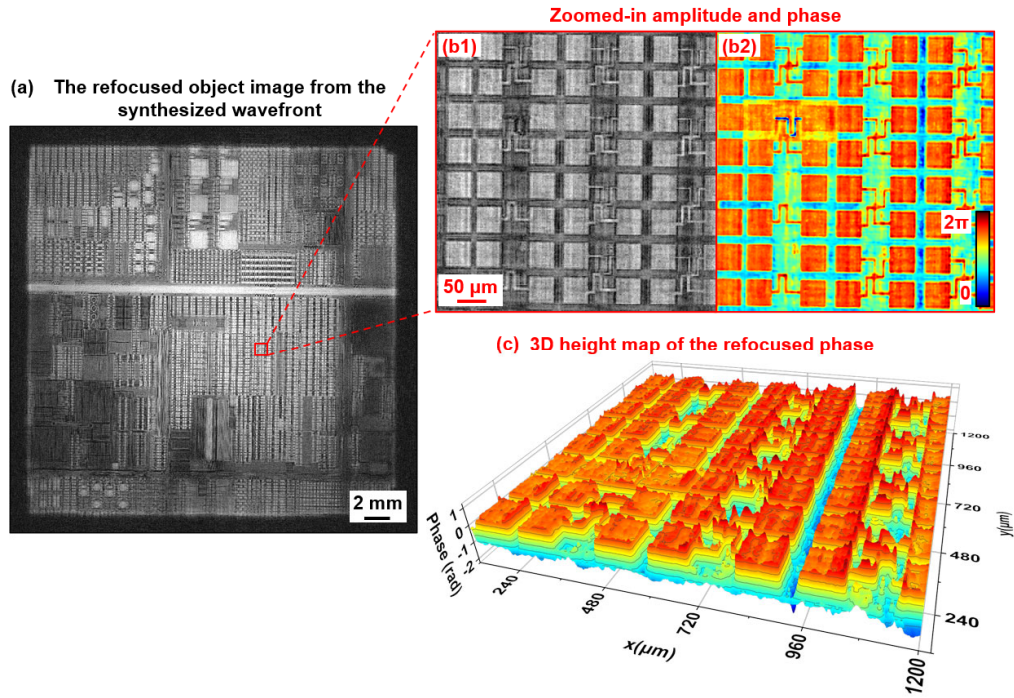 Zoomed-in amplitude and phase
(a) The refocused object image from the
synthesized wavefront
(b1)
(b2)
50 µm
2π
0
2 mm
(c) 3D height map of the refocused phase
Phase (rad)
1
0
-1
-2
240
480
720
960
1200
x(µm)
1200
960
720
480
240
y(µm)